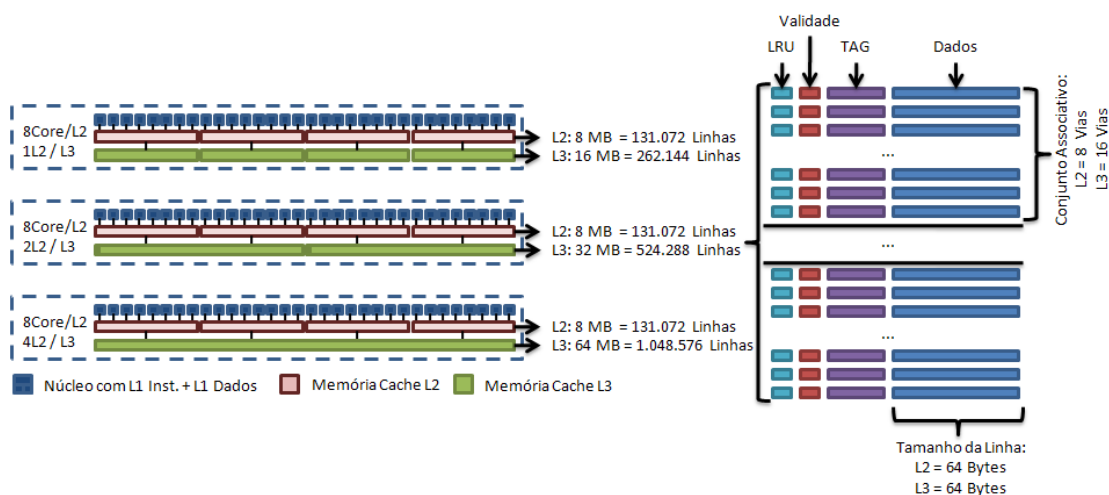 Validade
LRU
TAG
Dados
8Core/L2
1L2 / L3
L2: 8 MB = 131.072 Linhas
L3: 16 MB = 262.144 Linhas
8Core/L2
2L2 / L3
L2: 8 MB = 131.072 Linhas
L3: 32 MB = 524.288 Linhas
8Core/L2
4L2 / L3
L2: 8 MB = 131.072 Linhas
L3: 64 MB = 1.048.576 Linhas
Núcleo com L1 Inst. + L1 Dados
Memória Cache L2
Memória Cache L3
...
...
...
Conjunto Associativo:
L2 = 8 Vias
L3 = 16 Vias
Tamanho da Linha:
L2 = 64 Bytes
L3 = 64 Bytes